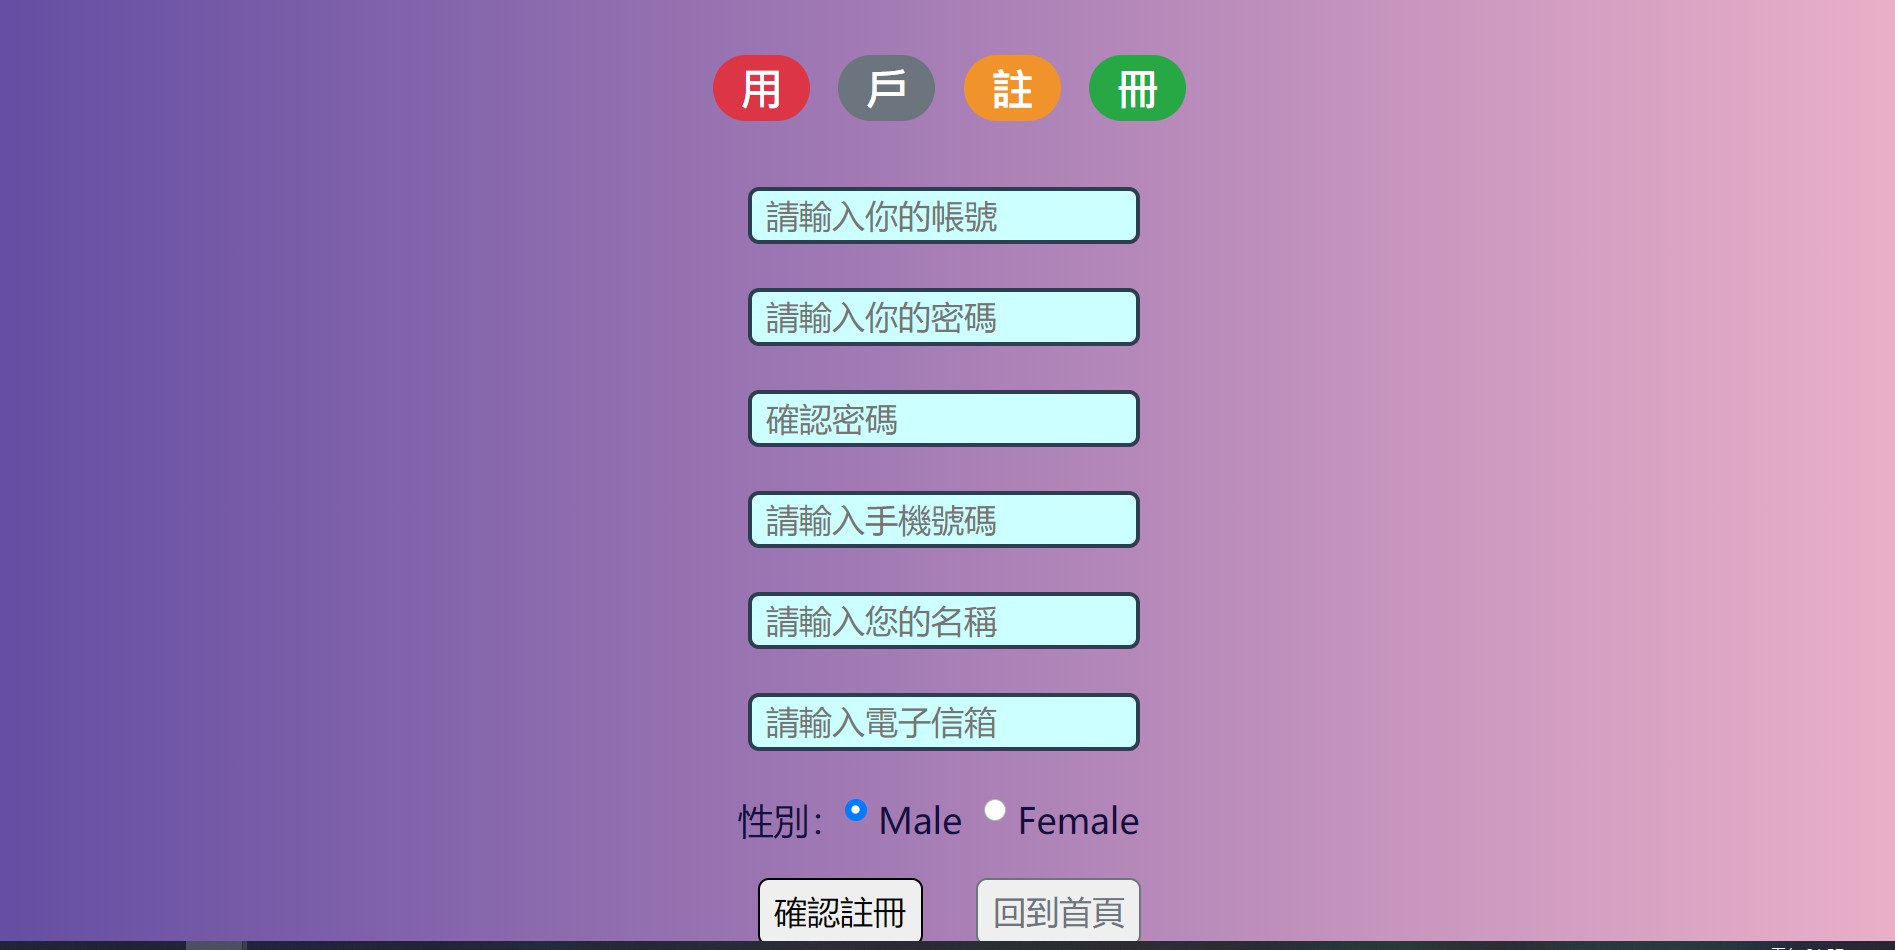 用 戶 註 冊
請輸入你的帳號
請輸入你的密碼
確認密碼
請輸入手機號碼
請輸入您的名稱
請輸入電子信箱
性別： Male Female
確認註冊 回到首頁